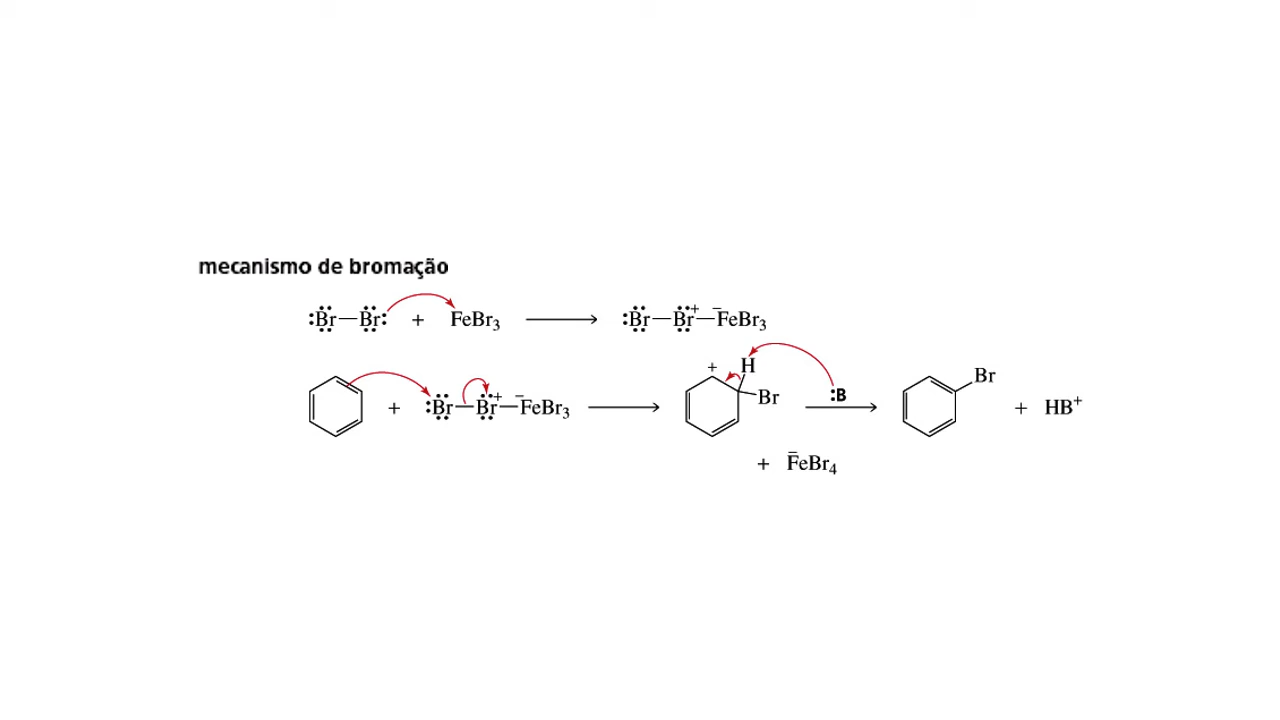 mecanismo de bromação
:Br—Br: + FeBr₃ ⟶ :Br—Br⁺—⁻FeBr₃
+ :Br—Br⁺—⁻FeBr₃ ⟶ + H Br :B ⟶ Br + HB⁺
+ ⁻FeBr₄